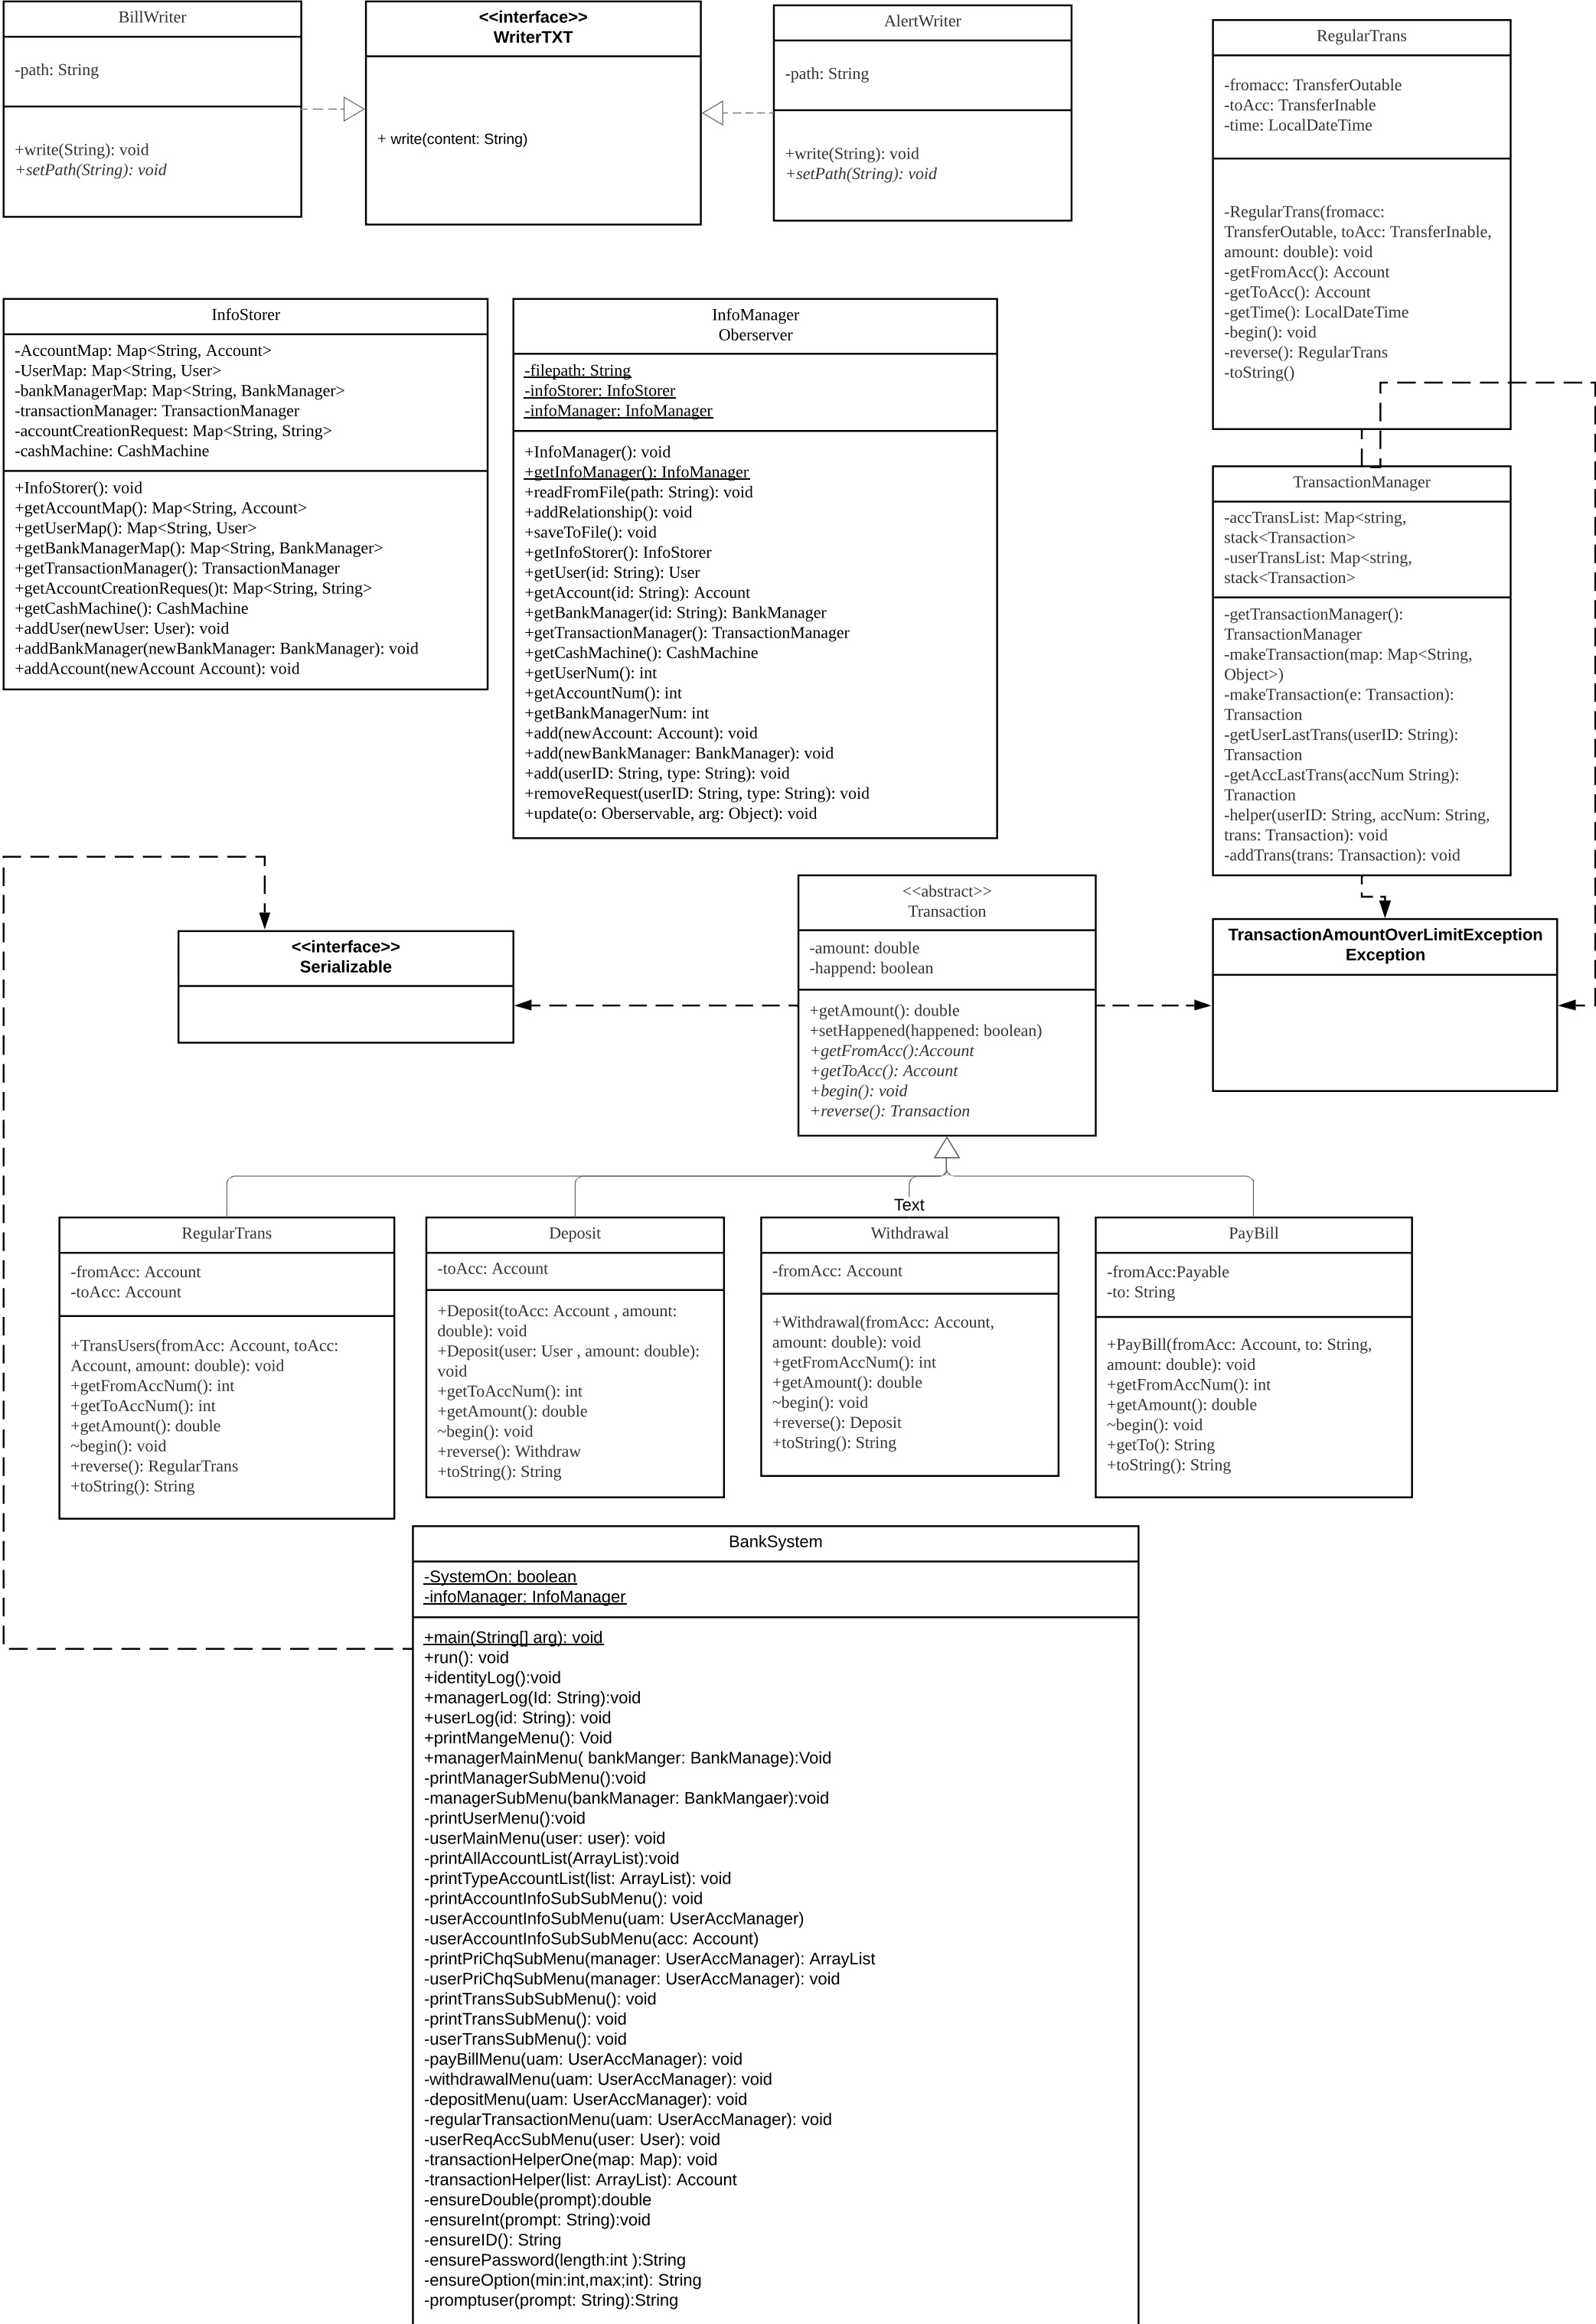 BillWriter
-path: String
+write(String): void
+setPath(String): void
<<interface>>
WriterTXT
+ write(content: String)
AlertWriter
-path: String
+write(String): void
+setPath(String): void
RegularTrans
-fromacc: TransferOutable
-toAcc: TransferInable
-time: LocalDateTime
-RegularTrans(fromacc:
TransferOutable, toAcc: TransferInable,
amount: double): void
-getFromAcc(): Account
-getToAcc(): Account
-getTime(): LocalDateTime
-begin(): void
-reverse(): RegularTrans
-toString()
InfoStorer
-AccountMap: Map<String, Account>
-UserMap: Map<String, User>
-bankManagerMap: Map<String, BankManager>
-transactionManager: TransactionManager
-accountCreationRequest: Map<String, String>
-cashMachine: CashMachine
+InfoStorer(): void
+getAccountMap(): Map<String, Account>
+getUserMap(): Map<String, User>
+getBankManagerMap(): Map<String, BankManager>
+getTransactionManager(): TransactionManager
+getAccountCreationReques()t: Map<String, String>
+getCashMachine(): CashMachine
+addUser(newUser: User): void
+addBankManager(newBankManager: BankManager): void
+addAccount(newAccount Account): void
InfoManager
Oberserver
-filepath: String
-infoStorer: InfoStorer
-infoManager: InfoManager
+InfoManager(): void
+getInfoManager(): InfoManager
+readFromFile(path: String): void
+addRelationship(): void
+saveToFile(): void
+getInfoStorer(): InfoStorer
+getUser(id: String): User
+getAccount(id: String): Account
+getBankManager(id: String): BankManager
+getTransactionManager(): TransactionManager
+getCashMachine(): CashMachine
+getUserNum(): int
+getAccountNum(): int
+getBankManagerNum: int
+add(newAccount: Account): void
+add(newBankManager: BankManager): void
+add(userID: String, type: String): void
+removeRequest(userID: String, type: String): void
+update(o: Oberservable, arg: Object): void
TransactionManager
-accTransList: Map<string,
stack<Transaction>
-userTransList: Map<string,
stack<Transaction>
-getTransactionManager():
TransactionManager
-makeTransaction(map: Map<String,
Object>)
-makeTransaction(e: Transaction):
Transaction
-getUserLastTrans(userID: String):
Transaction
-getAccLastTrans(accNum String):
Tranaction
-helper(userID: String, accNum: String,
trans: Transaction): void
-addTrans(trans: Transaction): void
<<interface>>
Serializable
<<abstract>>
Transaction
-amount: double
-happend: boolean
+getAmount(): double
+setHappened(happened: boolean)
+getFromAcc():Account
+getToAcc(): Account
+begin(): void
+reverse(): Transaction
TransactionAmountOverLimitException
Exception
Text
RegularTrans
-fromAcc: Account
-toAcc: Account
+TransUsers(fromAcc: Account, toAcc:
Account, amount: double): void
+getFromAccNum(): int
+getToAccNum(): int
+getAmount(): double
~begin(): void
+reverse(): RegularTrans
+toString(): String
Deposit
-toAcc: Account
+Deposit(toAcc: Account , amount:
double): void
+Deposit(user: User , amount: double):
void
+getToAccNum(): int
+getAmount(): double
~begin(): void
+reverse(): Withdraw
+toString(): String
Withdrawal
-fromAcc: Account
+Withdrawal(fromAcc: Account,
amount: double): void
+getFromAccNum(): int
+getAmount(): double
~begin(): void
+reverse(): Deposit
+toString(): String
PayBill
-fromAcc:Payable
-to: String
+PayBill(fromAcc: Account, to: String,
amount: double): void
+getFromAccNum(): int
+getAmount(): double
~begin(): void
+getTo(): String
+toString(): String
BankSystem
-SystemOn: boolean
-infoManager: InfoManager
+main(String[] arg): void
+run(): void
+identityLog():void
+managerLog(Id: String):void
+userLog(id: String): void
+printMangeMenu(): Void
+managerMainMenu( bankManger: BankManage):Void
-printManagerSubMenu():void
-managerSubMenu(bankManager: BankMangaer):void
-printUserMenu():void
-userMainMenu(user: user): void
-printAllAccountList(ArrayList):void
-printTypeAccountList(list: ArrayList): void
-printAccountInfoSubSubMenu(): void
-userAccountInfoSubMenu(uam: UserAccManager)
-userAccountInfoSubSubMenu(acc: Account)
-printPriChqSubMenu(manager: UserAccManager): ArrayList
-userPriChqSubMenu(manager: UserAccManager): void
-printTransSubSubMenu(): void
-printTransSubMenu(): void
-userTransSubMenu(): void
-payBillMenu(uam: UserAccManager): void
-withdrawalMenu(uam: UserAccManager): void
-depositMenu(uam: UserAccManager): void
-regularTransactionMenu(uam: UserAccManager): void
-userReqAccSubMenu(user: User): void
-transactionHelperOne(map: Map): void
-transactionHelper(list: ArrayList): Account
-ensureDouble(prompt):double
-ensureInt(prompt: String):void
-ensureID(): String
-ensurePassword(length:int ):String
-ensureOption(min:int,max;int): String
-promptuser(prompt: String):String